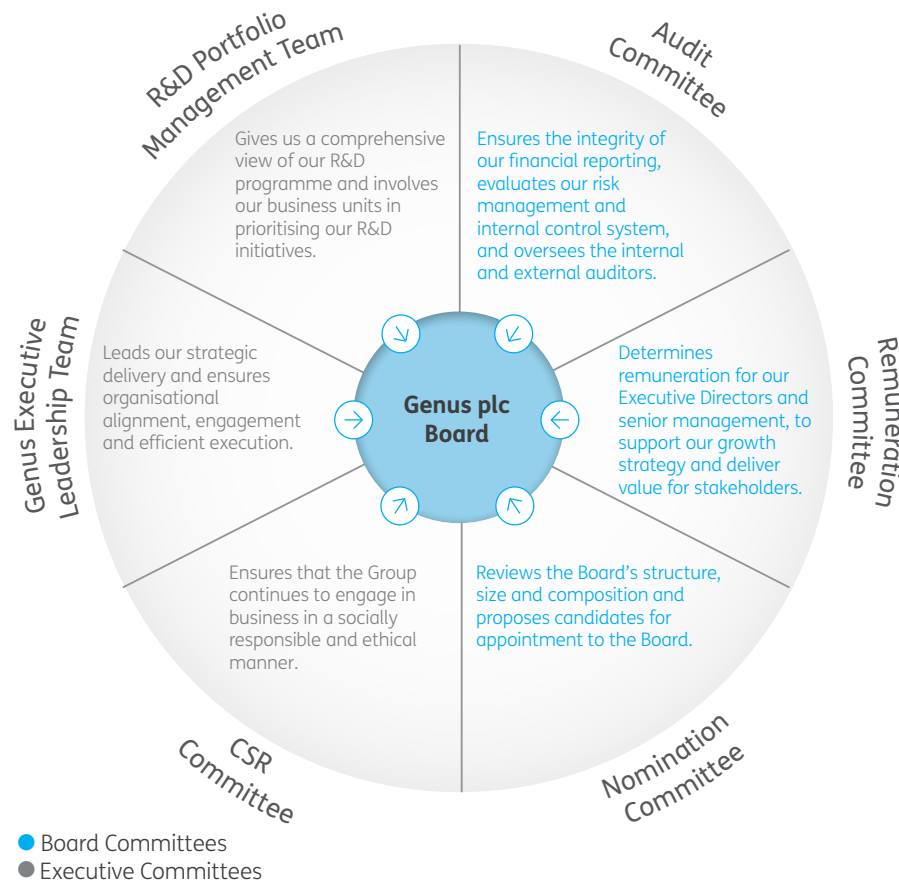 R&D Portfolio
Management Team
Gives us a comprehensive
view of our R&D
programme and involves
our business units in
prioritising our R&D
initiatives.
Audit
Committee
Ensures the integrity of
our financial reporting,
evaluates our risk
management and
internal control system,
and oversees the internal
and external auditors.
Genus Executive
Leadership Team
Leads our strategic
delivery and ensures
organisational
alignment, engagement
and efficient execution.
Genus plc
Board
Determines
remuneration for our
Executive Directors and
senior management, to
support our growth
strategy and deliver
value for stakeholders.
Remuneration
Committee
Ensures that the Group
continues to engage in
business in a socially
responsible and ethical
manner.
CSR
Committee
Reviews the Board’s structure,
size and composition and
proposes candidates for
appointment to the Board.
Nomination
Committee
Board Committees
Executive Committees